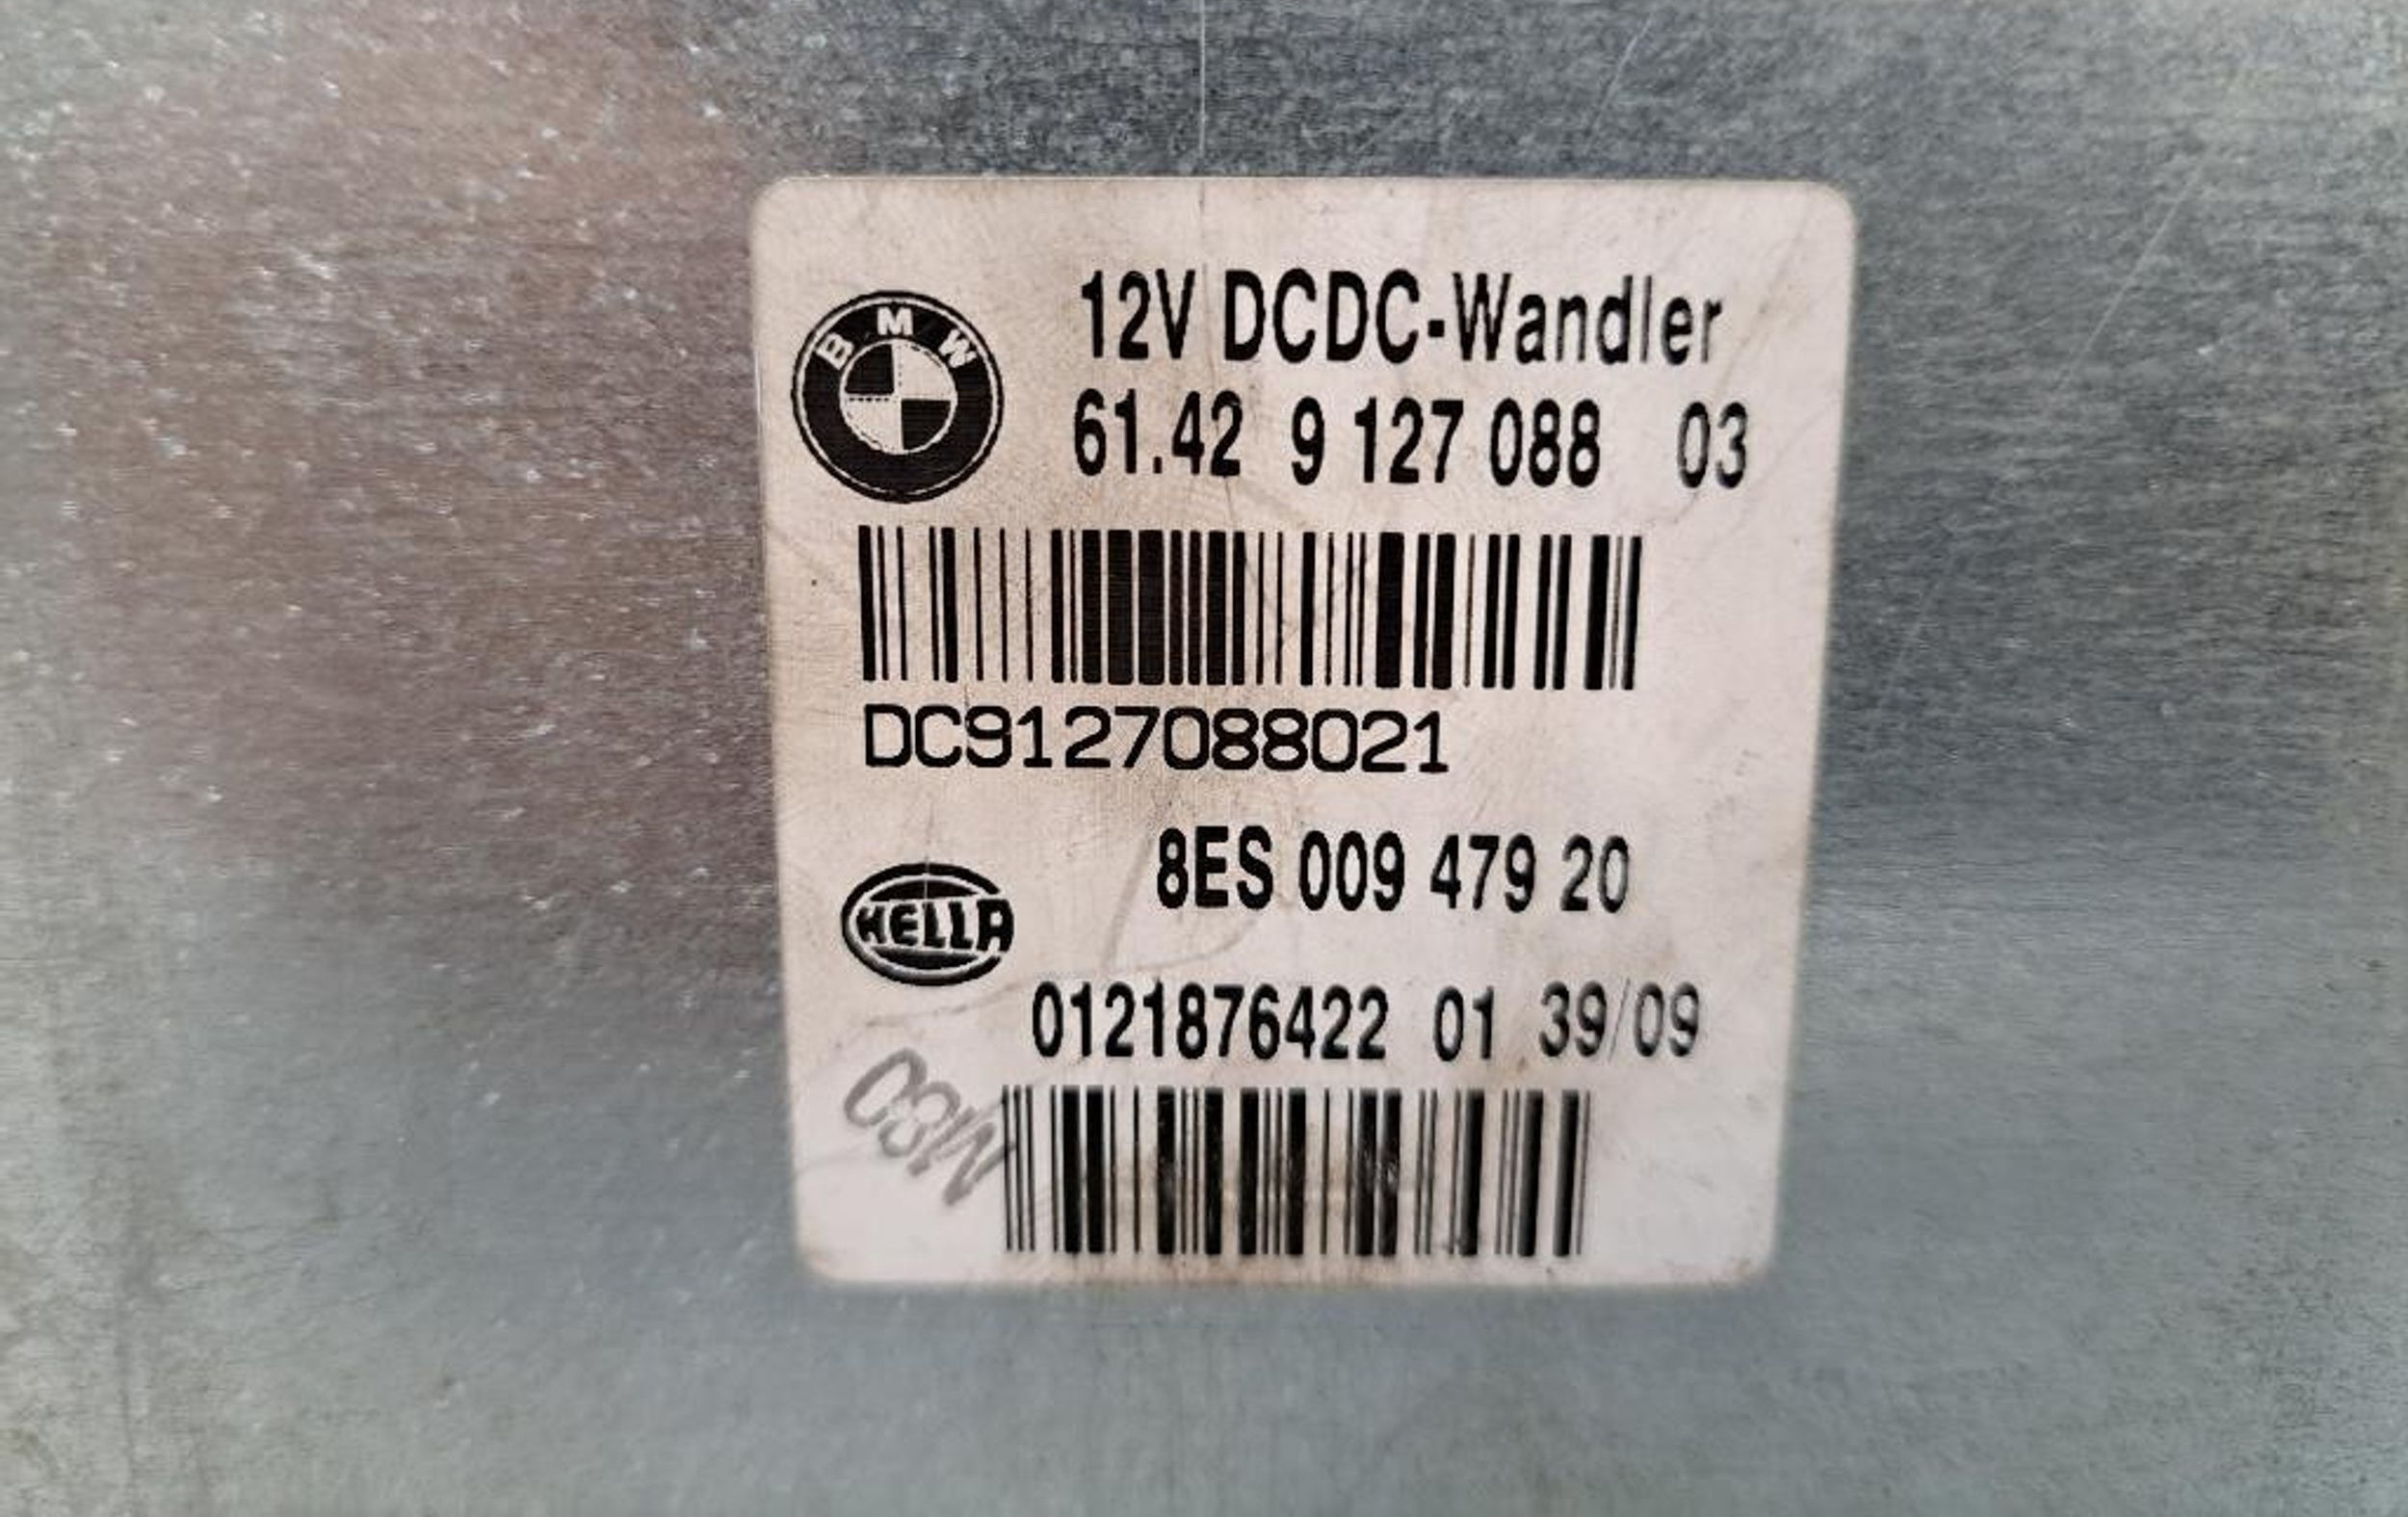 BMW
12V DCDC-Wandler
61.42 9 127 088 03
DC9127088021
8ES 009 479 20
HELLA
0121876422 01 39/09